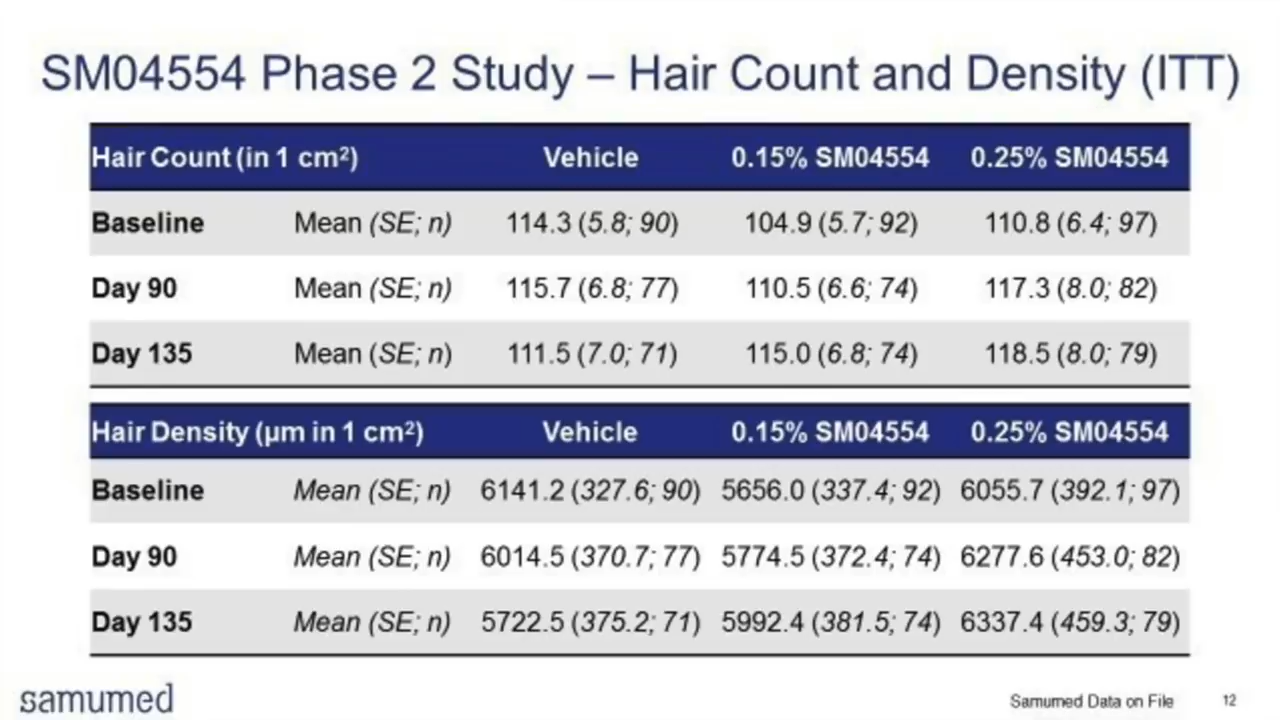 SM04554 Phase 2 Study – Hair Count and Density (ITT)
Hair Count (in 1 cm²) Vehicle 0.15% SM04554 0.25% SM04554
Baseline Mean (SE; n) 114.3 (5.8; 90) 104.9 (5.7; 92) 110.8 (6.4; 97)
Day 90 Mean (SE; n) 115.7 (6.8; 77) 110.5 (6.6; 74) 117.3 (8.0; 82)
Day 135 Mean (SE; n) 111.5 (7.0; 71) 115.0 (6.8; 74) 118.5 (8.0; 79)
Hair Density (µm in 1 cm²) Vehicle 0.15% SM04554 0.25% SM04554
Baseline Mean (SE; n) 6141.2 (327.6; 90) 5656.0 (337.4; 92) 6055.7 (392.1; 97)
Day 90 Mean (SE; n) 6014.5 (370.7; 77) 5774.5 (372.4; 74) 6277.6 (453.0; 82)
Day 135 Mean (SE; n) 5722.5 (375.2; 71) 5992.4 (381.5; 74) 6337.4 (459.3; 79)
samumed Samumed Data on File 12